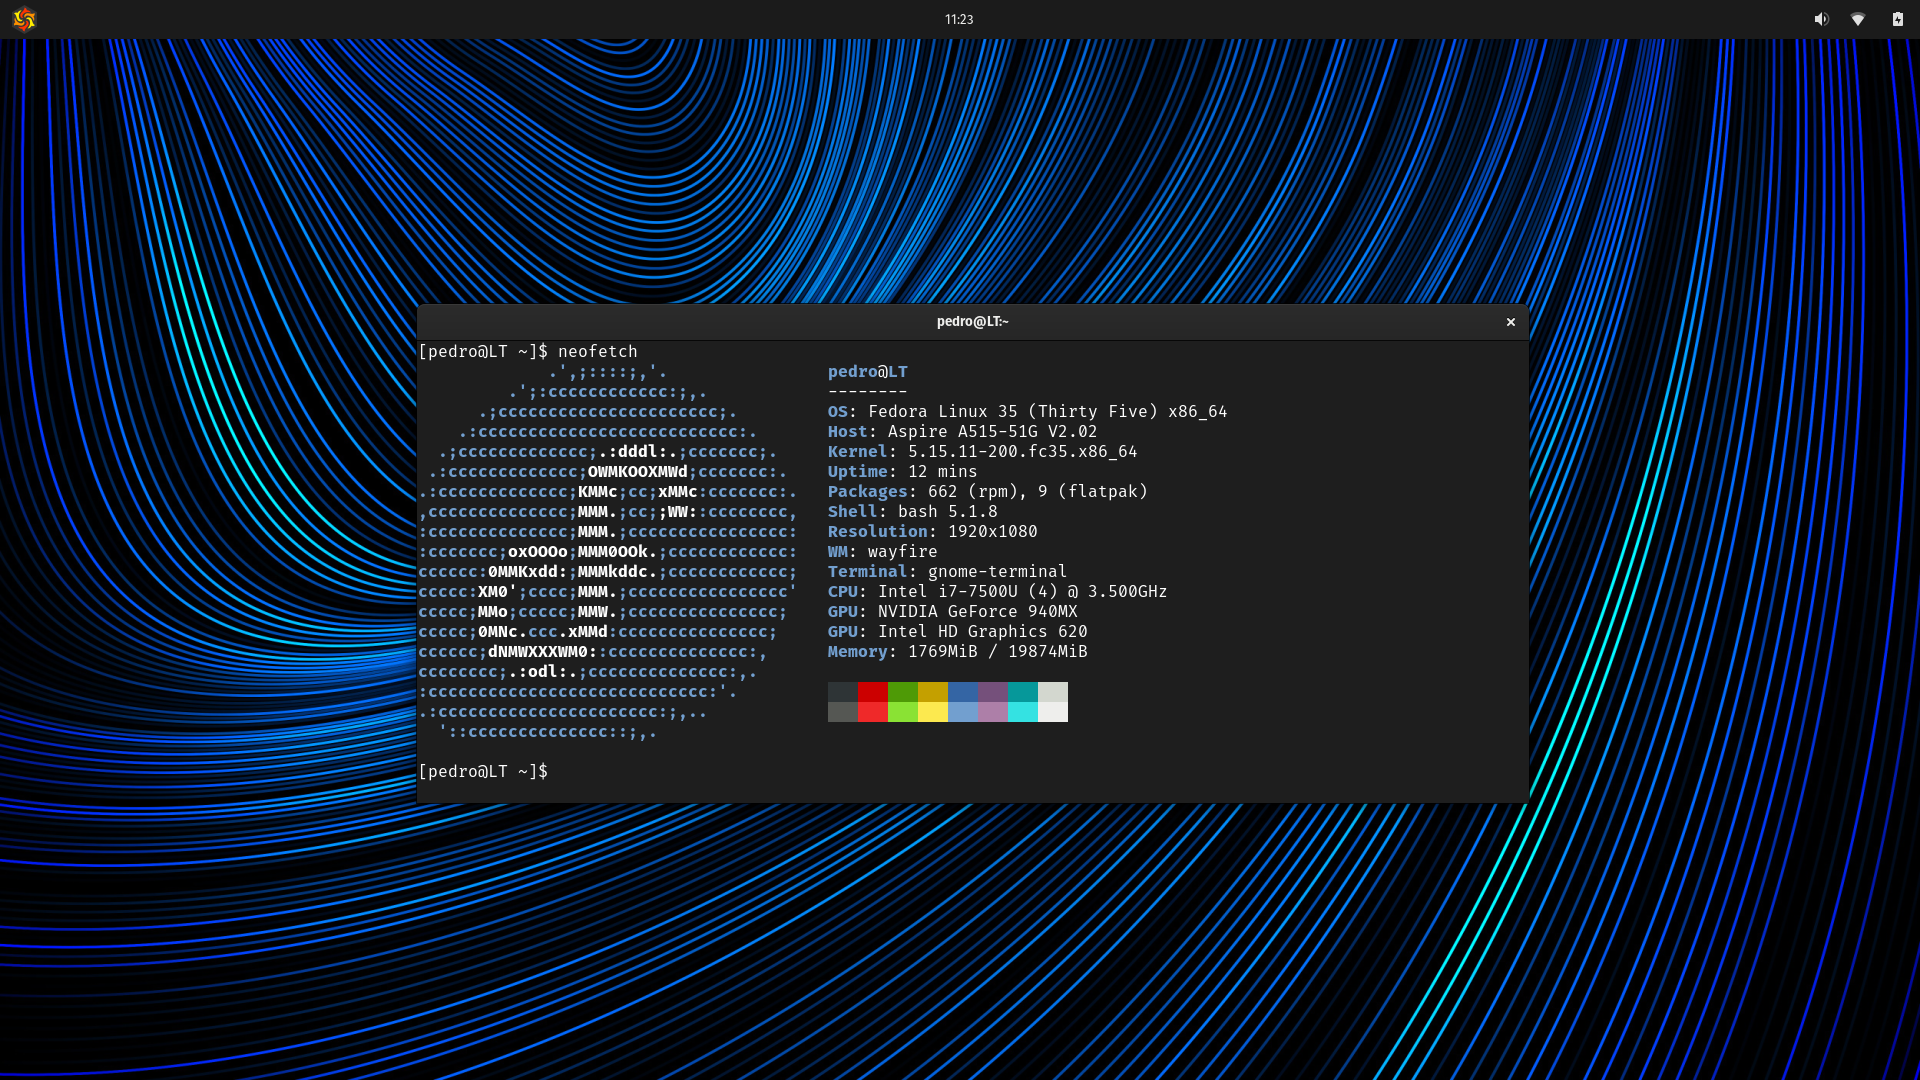 11:23
pedro@LT:~
[pedro@LT ~]$ neofetch
.',;::::;,'. pedro@LT
.';:cccccccccccc:;,. --------
.;cccccccccccccccccccccc;. OS: Fedora Linux 35 (Thirty Five) x86_64
.:cccccccccccccccccccccccccc:. Host: Aspire A515-51G V2.02
.;ccccccccccccc;.:dddl:.;ccccccc;. Kernel: 5.15.11-200.fc35.x86_64
.:ccccccccccccc;OWMKOOXMWd;ccccccc:. Uptime: 12 mins
.:ccccccccccccc;KMMc;cc;xMMc:ccccccc:. Packages: 662 (rpm), 9 (flatpak)
,cccccccccccccc;MMM.;cc;;WW::cccccccc, Shell: bash 5.1.8
:cccccccccccccc;MMM.;cccccccccccccccc: Resolution: 1920x1080
:ccccccc;oxOOOo;MMM0OOk.;cccccccccccc: WM: wayfire
cccccc:0MMKxdd:;MMMkddc.;cccccccccccc; Terminal: gnome-terminal
ccccc:XM0';cccc;MMM.;cccccccccccccccc' CPU: Intel i7-7500U (4) @ 3.500GHz
ccccc;MMo;ccccc;MMW.;ccccccccccccccc; GPU: NVIDIA GeForce 940MX
ccccc;0MNc.ccc.xMMd:ccccccccccccccc; GPU: Intel HD Graphics 620
cccccc;dNMWXXXWM0::cccccccccccccc:, Memory: 1769MiB / 19874MiB
cccccccc;.:odl:.;cccccccccccccc:,.
:cccccccccccccccccccccccccccc:'.
.:cccccccccccccccccccccc:;,..
'::cccccccccccccc::;,.
[pedro@LT ~]$